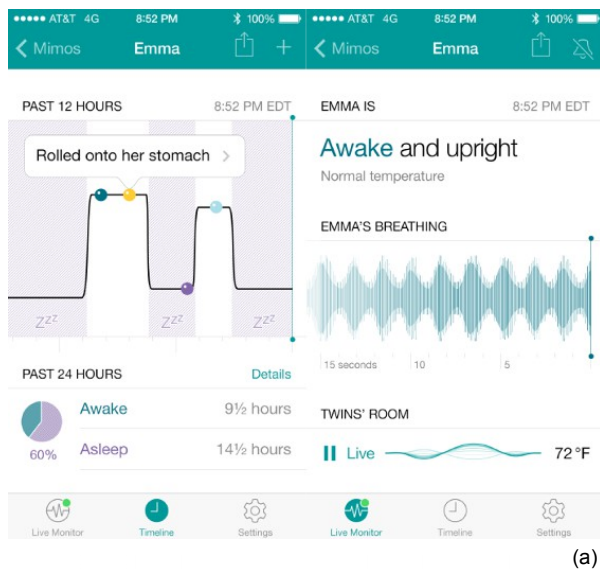 AT&T 4G 8:52 PM 100%
Mimos Emma
PAST 12 HOURS 8:52 PM EDT
Rolled onto her stomach
zzz zzz zzz
PAST 24 HOURS Details
60% Awake 9½ hours
Asleep 14½ hours
Live Monitor Timeline Settings
AT&T 4G 8:52 PM 100%
Mimos Emma
EMMA IS 8:52 PM EDT
Awake and upright
Normal temperature
EMMA'S BREATHING
15 seconds 10 5
TWINS' ROOM
Live 72 °F
Live Monitor Timeline Settings
(a)